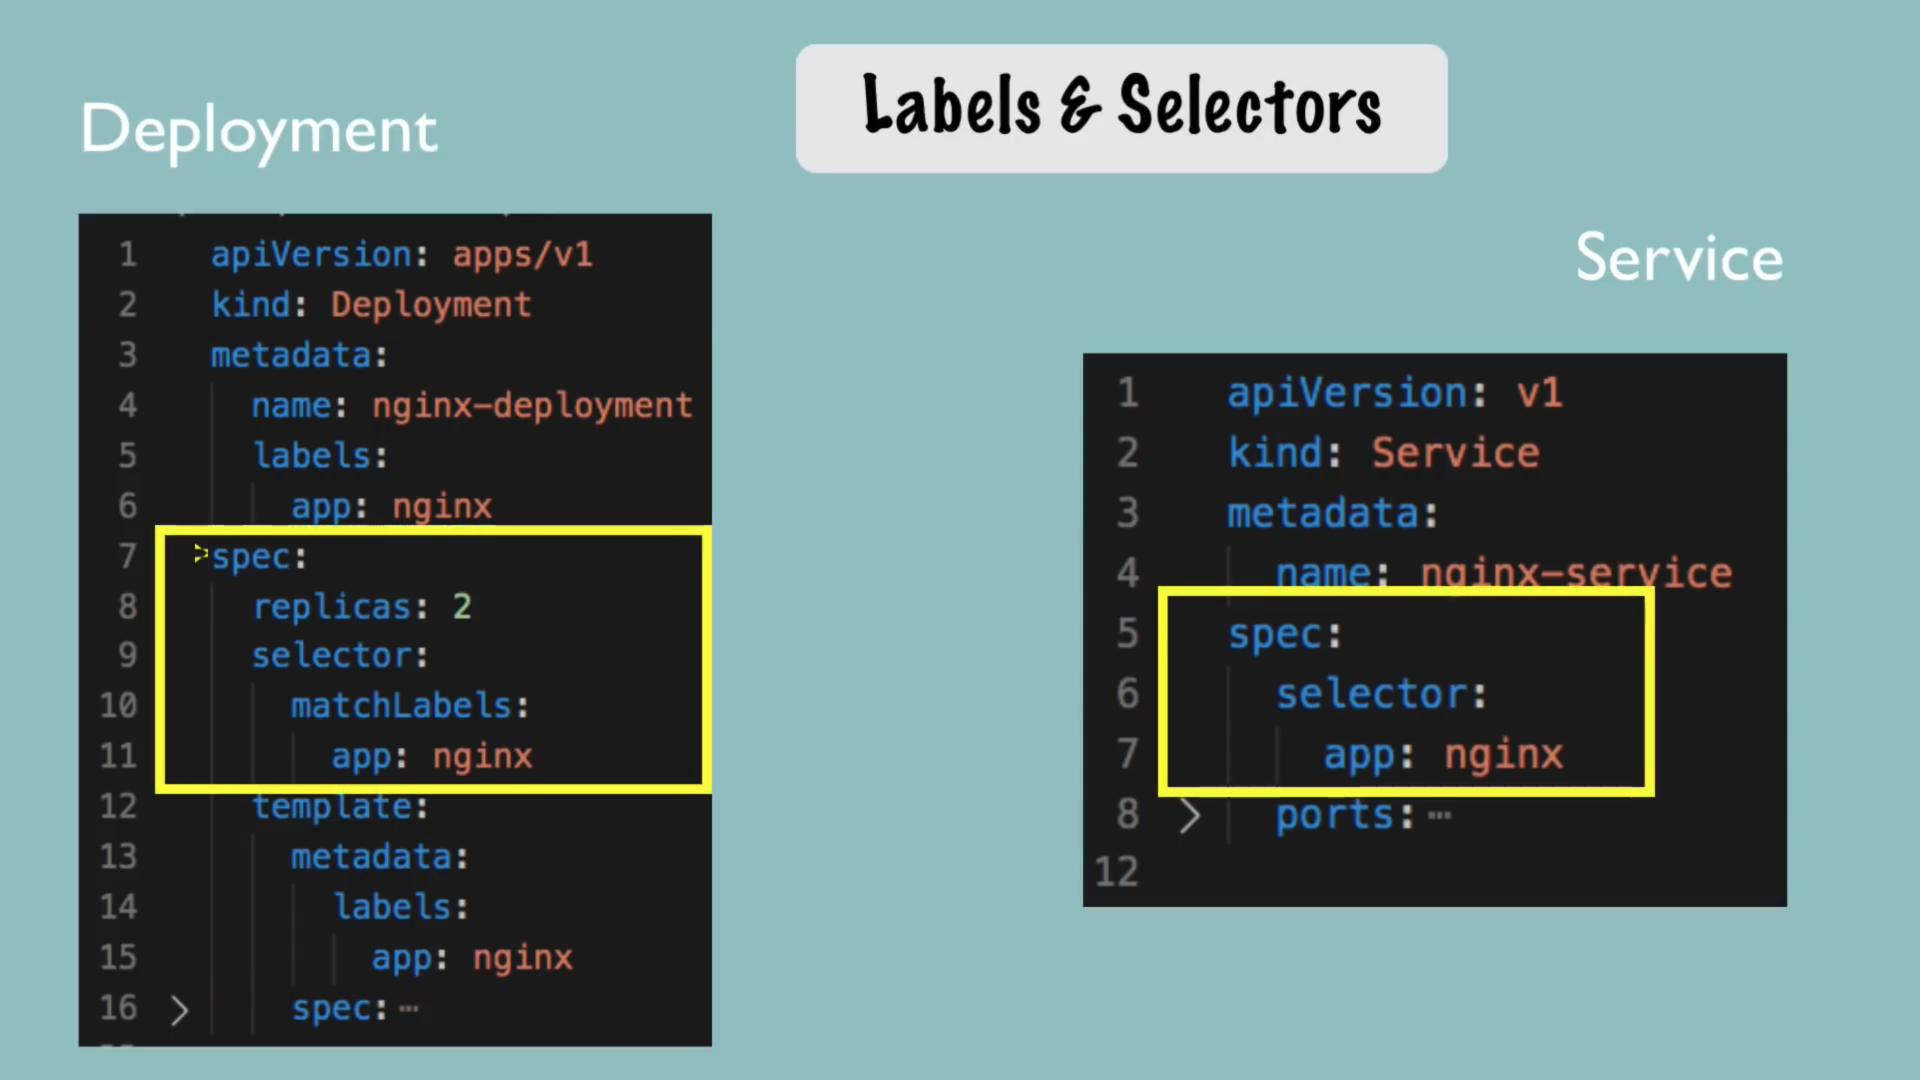 Labels & Selectors
Deployment
1 apiVersion: apps/v1
2 kind: Deployment
3 metadata:
4 name: nginx-deployment
5 labels:
6 app: nginx
7 spec:
8 replicas: 2
9 selector:
10 matchLabels:
11 app: nginx
12 template:
13 metadata:
14 labels:
15 app: nginx
16 > spec:⋯
Service
1 apiVersion: v1
2 kind: Service
3 metadata:
4 name: nginx-service
5 spec:
6 selector:
7 app: nginx
8 > ports:⋯
12